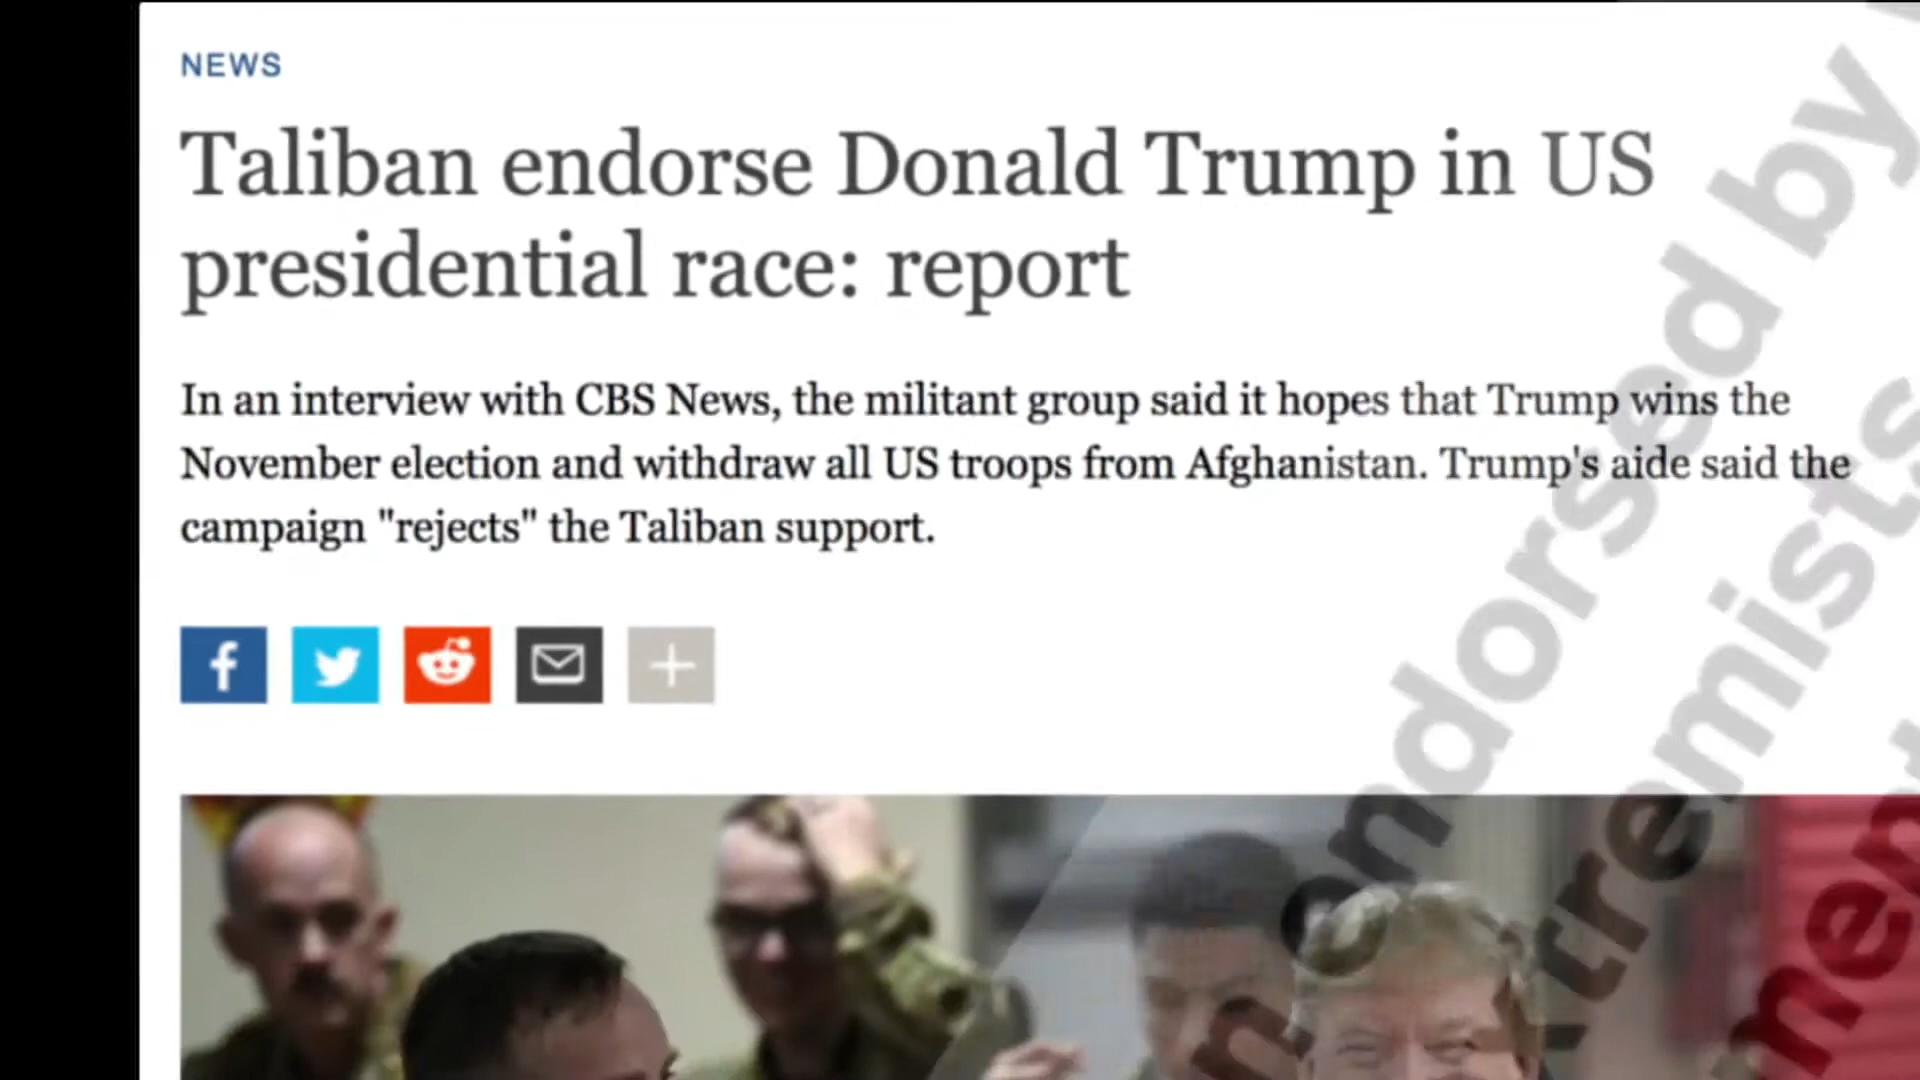 NEWS
Taliban endorse Donald Trump in US
presidential race: report
In an interview with CBS News, the militant group said it hopes that Trump wins the
November election and withdraw all US troops from Afghanistan. Trump's aide said the
campaign "rejects" the Taliban support.
endorsed by